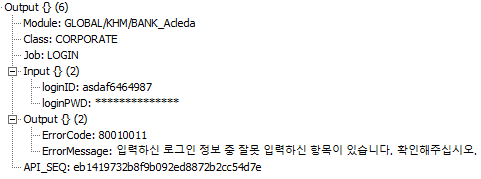 Output {} (6)
Module: GLOBAL/KHM/BANK_Acleda
Class: CORPORATE
Job: LOGIN
Input {} (2)
loginID: asdaf6464987
loginPWD: **************
Output {} (2)
ErrorCode: 80010011
ErrorMessage: 입력하신 로그인 정보 중 잘못 입력하신 항목이 있습니다. 확인해주십시오.
API_SEQ: eb1419732b8f9b092ed8872b2cc54d7e